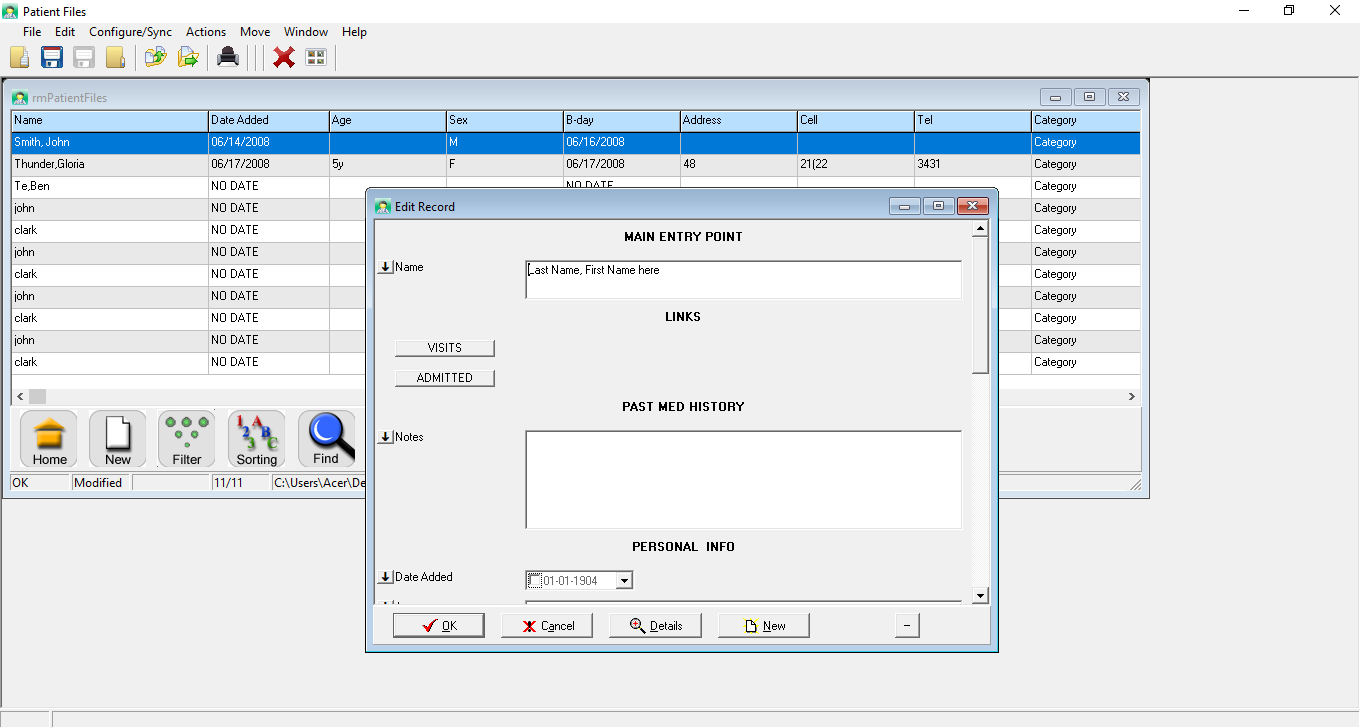 Patient Files
File Edit Configure/Sync Actions Move Window Help
rmPatientFiles
Name Date Added Age Sex B-day Address Cell Tel Category
Smith, John 06/14/2008 M 06/16/2008 Category
Thunder,Gloria 06/17/2008 5y F 06/17/2008 48 21(22 3431 Category
Te,Ben NO DATE NO DATE Category
john NO DATE Category
clark NO DATE Category
john NO DATE Category
clark NO DATE Category
john NO DATE Category
clark NO DATE Category
john NO DATE Category
clark NO DATE Category
Home New Filter Sorting Find
OK Modified 11/11 C:\Users\Acer\De
Edit Record
MAIN ENTRY POINT
Name Last Name, First Name here
LINKS
VISITS
ADMITTED
PAST MED HISTORY
Notes
PERSONAL INFO
Date Added 01-01-1904
OK Cancel Details New –